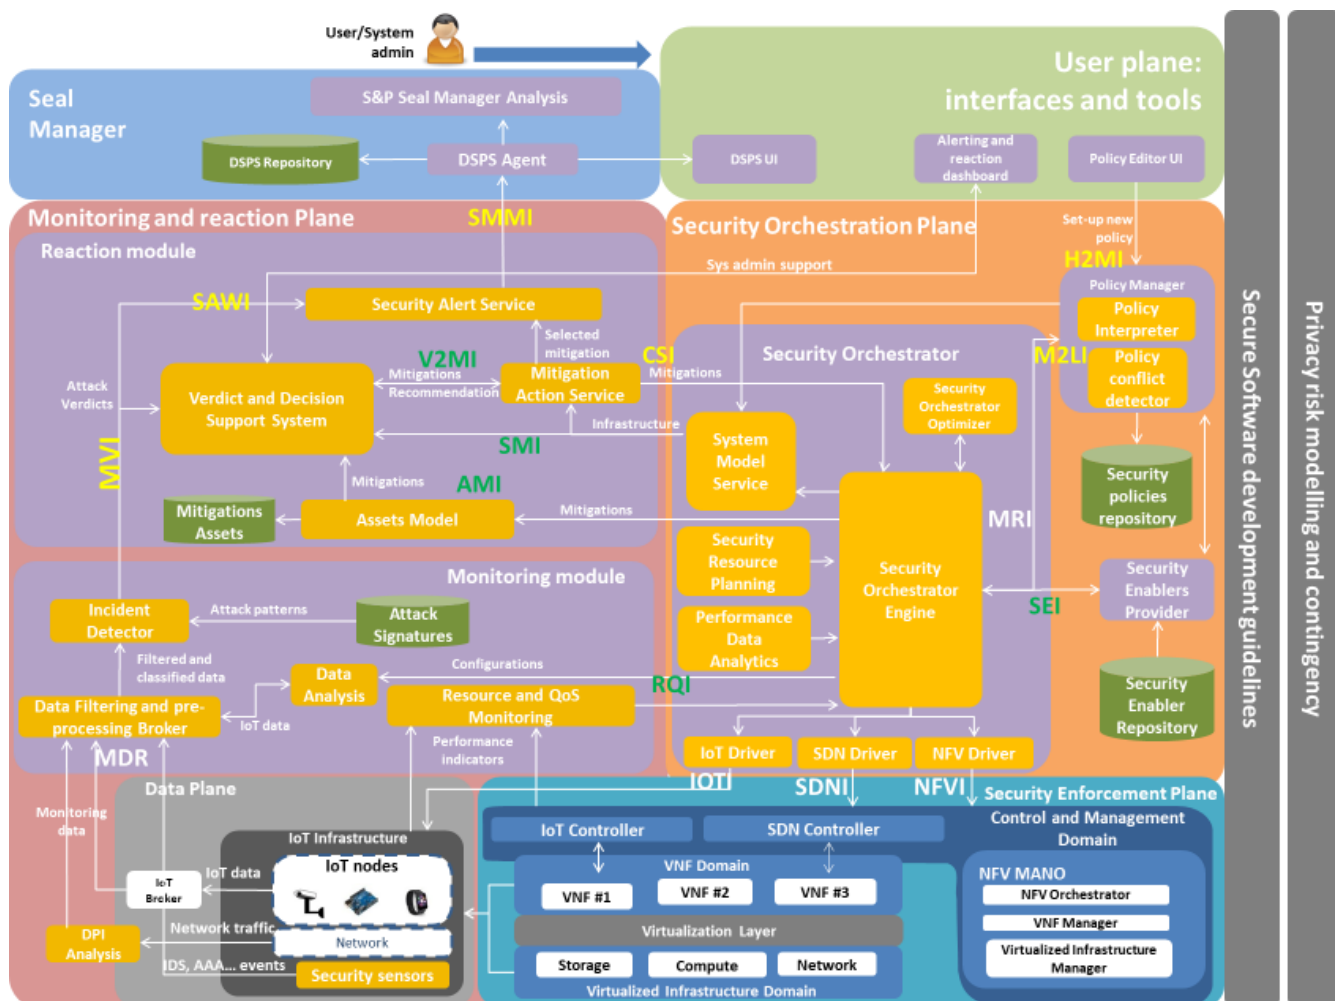 User/System
admin
User plane:
interfaces and tools
Seal
Manager
S&P Seal Manager Analysis
DSPS Repository
DSPS Agent
DSPS UI
Alerting and
reaction
dashboard
Policy Editor UI
Monitoring and reaction Plane
SMMI
Security Orchestration Plane
Set-up new
policy
Reaction module
Sys admin support
H2MI
Policy Manager
SAWI
Security Alert Service
Policy
Interpreter
Selected
mitigation
V2MI
CSI
Security Orchestrator
M2LI
Policy
conflict
detector
Attack
Verdicts
Verdict and Decision
Support System
Mitigations
Recommendation
Mitigation
Action Service
Mitigations
Security
Orchestrator
Optimizer
Infrastructure
System
Model
Service
SMI
MVI
AMI
Mitigations
Mitigations
Assets
Assets Model
Mitigations
MRI
Security
policies
repository
Security
Resource
Planning
Security
Orchestrator
Engine
Security
Enablers
Provider
SEI
Monitoring module
Incident
Detector
Attack patterns
Attack
Signatures
Performance
Data
Analytics
Filtered and
classified data
Data
Analysis
Configurations
RQI
Resource and QoS
Monitoring
Security
Enabler
Repository
Data Filtering and pre-
processing Broker
IoT data
Performance
indicators
MDR
IoT Driver
SDN Driver
NFV Driver
IOTI
SDNI
NFVI
Data Plane
Security Enforcement Plane
Monitoring
data
IoT Infrastructure
IoT Controller
SDN Controller
Control and Management
Domain
IoT nodes
VNF Domain
IoT data
IoT
Broker
NFV MANO
VNF #1
VNF #2
VNF #3
NFV Orchestrator
VNF Manager
Virtualized Infrastructure
Manager
Network traffic
Network
Virtualization Layer
DPI
Analysis
IDS, AAA... events
Security sensors
Storage
Compute
Network
Virtualized Infrastructure Domain
Secure Software development guidelines
Privacy risk modelling and contingency